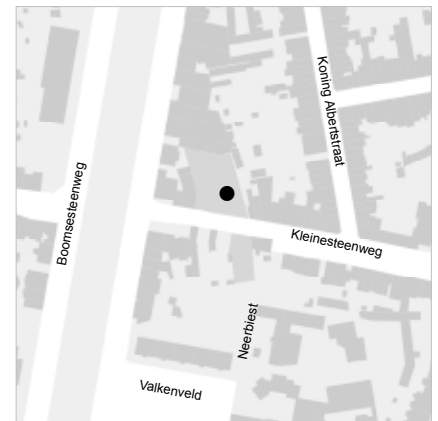 Koning Albertstraat
Boomsesteenweg
Kleinesteenweg
Neerbiest
Valkenveld